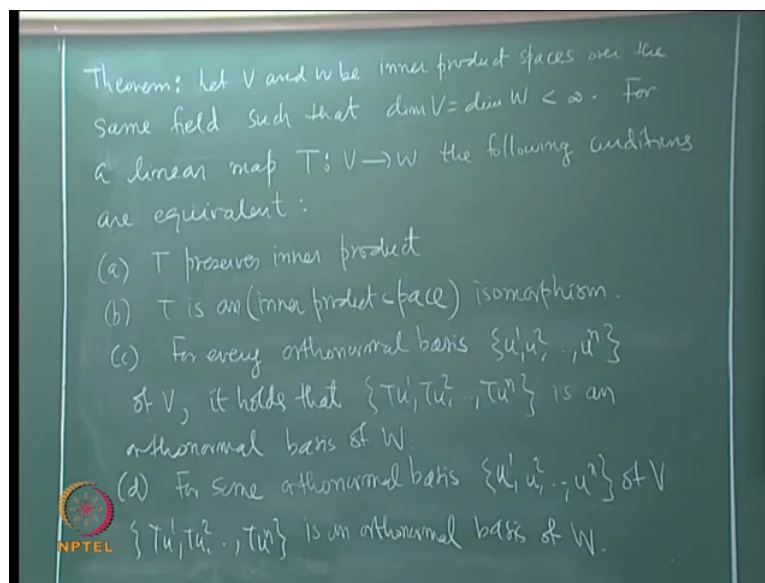 Theorem: Let V and W be inner product spaces over the
same field such that dim V = dim W < ∞. For
a linear map T: V → W the following conditions
are equivalent:
(a) T preserves inner product
(b) T is an (inner product space) isomorphism.
(c) For every orthonormal basis {u¹, u², ., uⁿ}
of V, it holds that {Tu¹, Tu², ., Tuⁿ} is an
orthonormal basis of W.
(d) For some orthonormal basis {u¹, u², ., uⁿ} of V
{Tu¹, Tu², ., Tuⁿ} is an orthonormal basis of W.
NPTEL